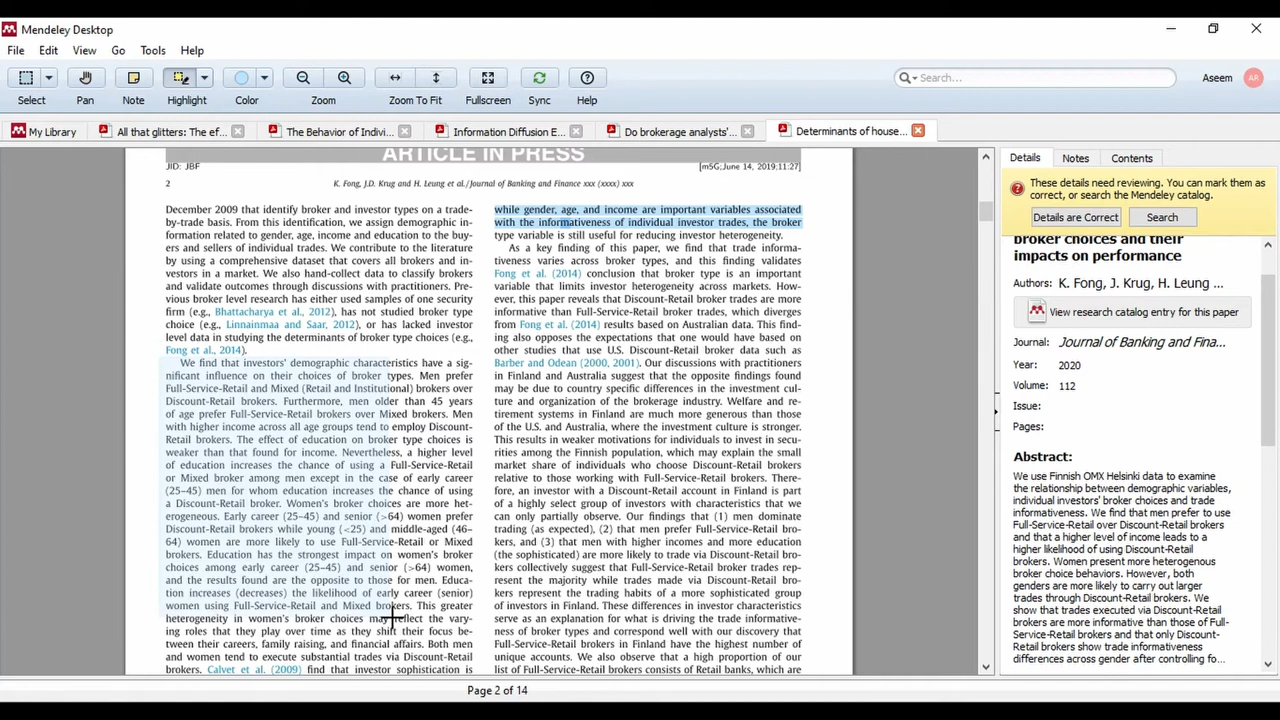 Mendeley Desktop
File Edit View Go Tools Help
Search...
Aseem AR
Select Pan Note Highlight Color Zoom Zoom To Fit Fullscreen Sync Help
My Library All that glitters: The ef... The Behavior of Indivi... Information Diffusion E... Do brokerage analysts'... Determinants of house...
ARTICLE IN PRESS
JID: JBF [m5G;June 14, 2019;11:27]
2 K. Fong, J.D. Krug and H. Leung et al./Journal of Banking and Finance xxx (xxxx) xxx
December 2009 that identify broker and investor types on a trade-
by-trade basis. From this identification, we assign demographic in-
formation related to gender, age, income and education to the buy-
ers and sellers of individual trades. We contribute to the literature
by using a comprehensive dataset that covers all brokers and in-
vestors in a market. We also hand-collect data to classify brokers
and validate outcomes through discussions with practitioners. Pre-
vious broker level research has either used samples of one security
firm (e.g., Bhattacharya et al., 2012), has not studied broker type
choice (e.g., Linnainmaa and Saar, 2012), or has lacked investor
level data in studying the determinants of broker type choices (e.g.,
Fong et al., 2014).
We find that investors' demographic characteristics have a sig-
nificant influence on their choices of broker types. Men prefer
Full-Service-Retail and Mixed (Retail and Institutional) brokers over
Discount-Retail brokers. Furthermore, men older than 45 years
of age prefer Full-Service-Retail brokers over Mixed brokers. Men
with higher income across all age groups tend to employ Discount-
Retail brokers. The effect of education on broker type choices is
weaker than that found for income. Nevertheless, a higher level
of education increases the chance of using a Full-Service-Retail
or Mixed broker among men except in the case of early career
(25–45) men for whom education increases the chance of using
a Discount-Retail broker. Women's broker choices are more het-
erogeneous. Early career (25–45) and senior (>64) women prefer
Discount-Retail brokers while young (<25) and middle-aged (46–
64) women are more likely to use Full-Service-Retail or Mixed
brokers. Education has the strongest impact on women's broker
choices among early career (25–45) and senior (>64) women,
and the results found are the opposite to those for men. Educa-
tion increases (decreases) the likelihood of early career (senior)
women using Full-Service-Retail and Mixed brokers. This greater
heterogeneity in women's broker choices may reflect the vary-
ing roles that they play over time as they shift their focus be-
tween their careers, family raising, and financial affairs. Both men
and women tend to execute substantial trades via Discount-Retail
brokers. Calvet et al. (2009) find that investor sophistication is
while gender, age, and income are important variables associated
with the informativeness of individual investor trades, the broker
type variable is still useful for reducing investor heterogeneity.
As a key finding of this paper, we find that trade informa-
tiveness varies across broker types, and this finding validates
Fong et al. (2014) conclusion that broker type is an important
variable that limits investor heterogeneity across markets. How-
ever, this paper reveals that Discount-Retail broker trades are more
informative than Full-Service-Retail broker trades, which diverges
from Fong et al. (2014) results based on Australian data. This find-
ing also opposes the expectations that one would have based on
other studies that use U.S. Discount-Retail broker data such as
Barber and Odean (2000, 2001). Our discussions with practitioners
in Finland and Australia suggest that the opposite findings found
may be due to country specific differences in the investment cul-
ture and organization of the brokerage industry. Welfare and re-
tirement systems in Finland are much more generous than those
of the U.S. and Australia, where the investment culture is stronger.
This results in weaker motivations for individuals to invest in secu-
rities among the Finnish population, which may explain the small
market share of individuals who choose Discount-Retail brokers
relative to those working with Full-Service-Retail brokers. There-
fore, an investor with a Discount-Retail account in Finland is part
of a highly select group of investors with characteristics that we
can only partially observe. Our findings that (1) men dominate
trading (as expected), (2) that men prefer Full-Service-Retail bro-
kers, and (3) that men with higher incomes and more education
(the sophisticated) are more likely to trade via Discount-Retail bro-
kers collectively suggest that Full-Service-Retail broker trades rep-
resent the majority while trades made via Discount-Retail bro-
kers represent the trading habits of a more sophisticated group
of investors in Finland. These differences in investor characteristics
serve as an explanation for what is driving the trade informative-
ness of broker types and correspond well with our discovery that
Full-Service-Retail brokers in Finland have the highest number of
unique accounts. We also observe that a high proportion of our
list of Full-Service-Retail brokers consists of Retail banks, which are
Page 2 of 14
Details Notes Contents
These details need reviewing. You can mark them as
correct, or search the Mendeley catalog.
Details are Correct Search
broker choices and their
impacts on performance
Authors: K. Fong, J. Krug, H. Leung ...
View research catalog entry for this paper
Journal: Journal of Banking and Fina...
Year: 2020
Volume: 112
Issue:
Pages:
Abstract:
We use Finnish OMX Helsinki data to examine
the relationship between demographic variables,
individual investors' broker choices and trade
informativeness. We find that men prefer to use
Full-Service-Retail over Discount-Retail brokers
and that a higher level of income leads to a
higher likelihood of using Discount-Retail
brokers. Women present more heterogenous
broker choice behaviors. However, both
genders are more likely to carry out larger
trades through Discount-Retail brokers. We
show that trades executed via Discount-Retail
brokers are more informative than those of Full-
Service-Retail brokers and that only Discount-
Retail brokers show trade informativeness
differences across gender after controlling fo...